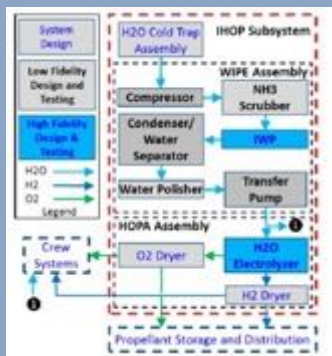 System
Design
Low Fidelity
Design and
Testing
High Fidelity
Design &
Testing
H2O
H2
O2
Legend
H2O Cold Trap
Assembly
IHOP Subsystem
WIPE Assembly
Compressor
NH3
Scrubber
Condenser/
Water
Separator
IWP
Water Polisher
Transfer
Pump
HOPA Assembly
1
Crew
Systems
O2 Dryer
H2O
Electrolyzer
1
H2 Dryer
Propellant Storage and Distribution